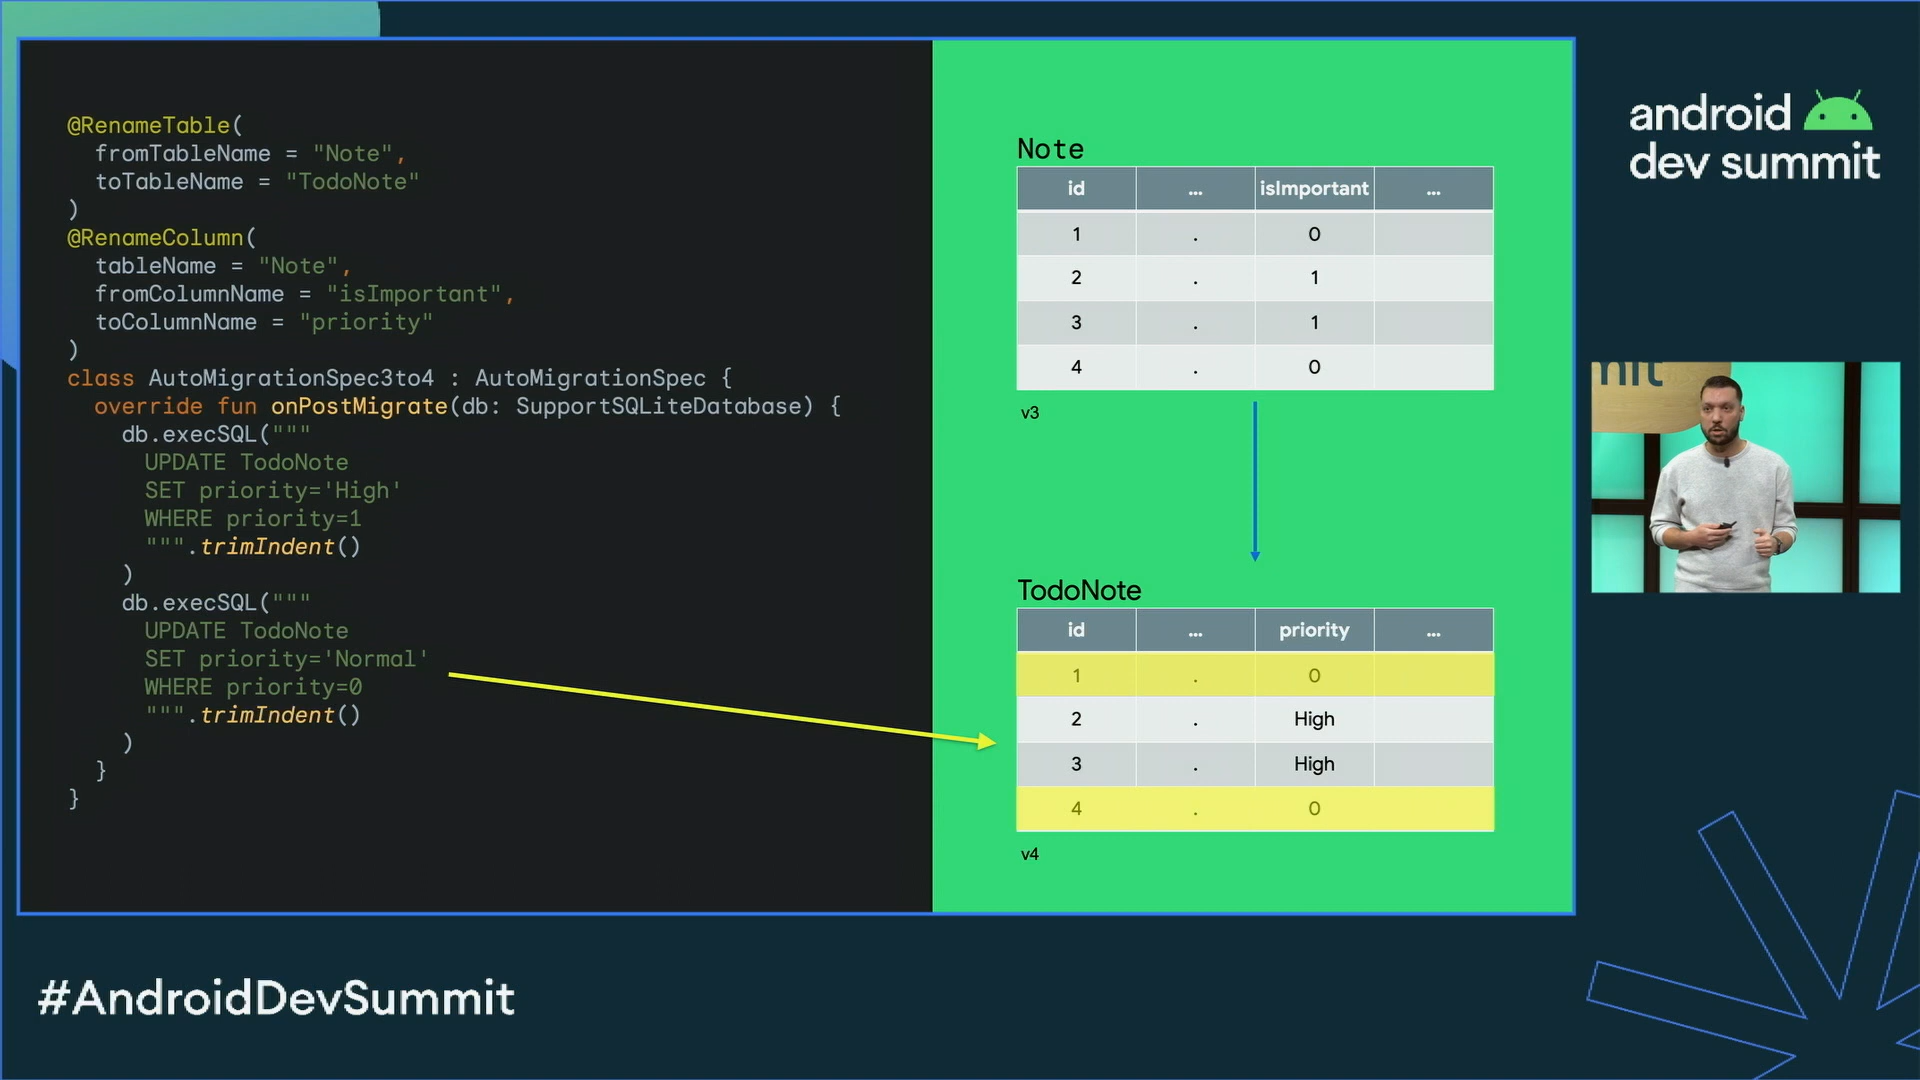 @RenameTable(
fromTableName = "Note",
toTableName = "TodoNote"
)
@RenameColumn(
tableName = "Note",
fromColumnName = "isImportant",
toColumnName = "priority"
)
class AutoMigrationSpec3to4 : AutoMigrationSpec {
override fun onPostMigrate(db: SupportSQLiteDatabase) {
db.execSQL("""
UPDATE TodoNote
SET priority='High'
WHERE priority=1
""".trimIndent()
)
db.execSQL("""
UPDATE TodoNote
SET priority='Normal'
WHERE priority=0
""".trimIndent()
)
}
}
Note
id ... isImportant ...
1 . 0
2 . 1
3 . 1
4 . 0
v3
TodoNote
id ... priority ...
1 . 0
2 . High
3 . High
4 . 0
v4
android
dev summit
#AndroidDevSummit